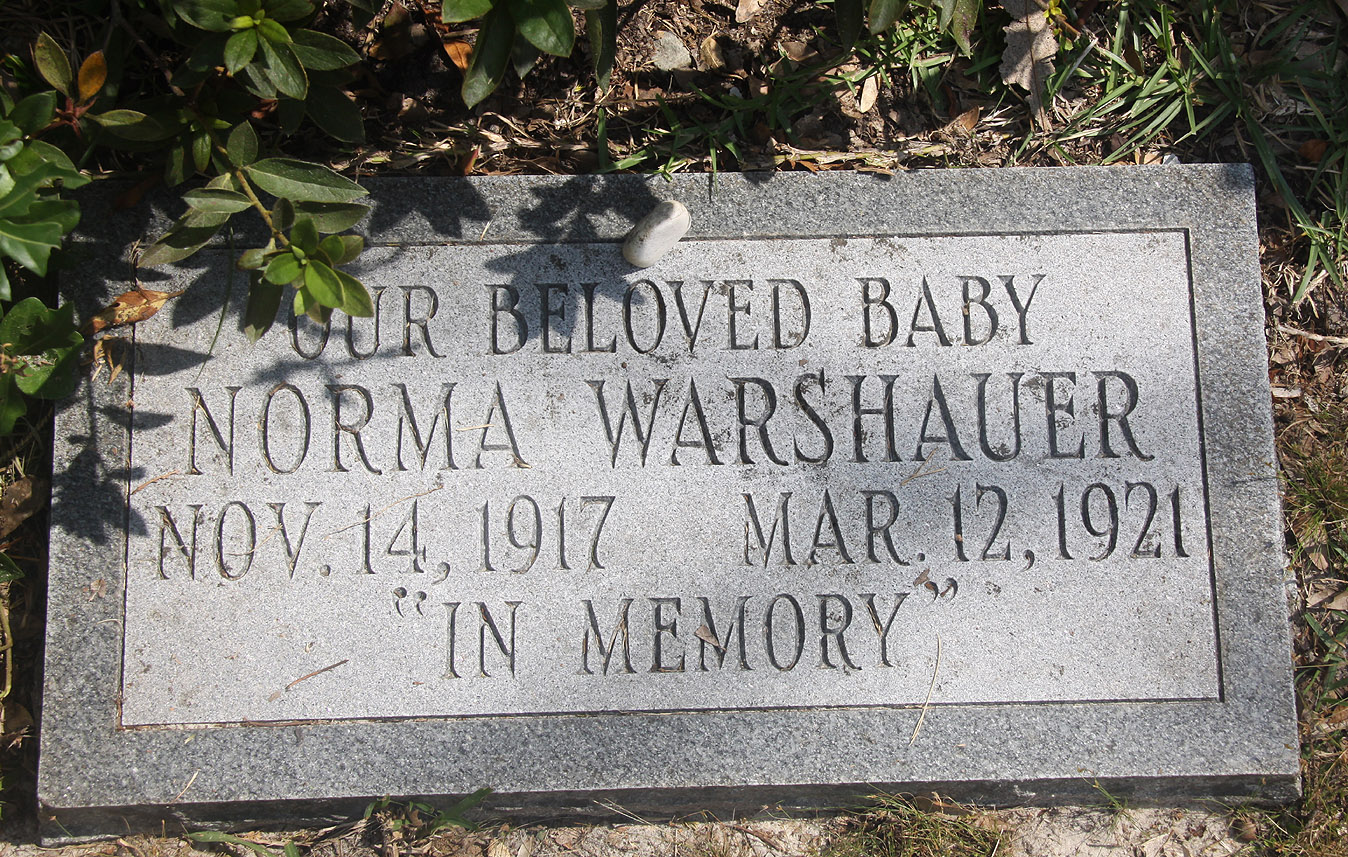 OUR BELOVED BABY
NORMA WARSHAUER
NOV. 14, 1917 MAR. 12, 1921
“IN MEMORY”